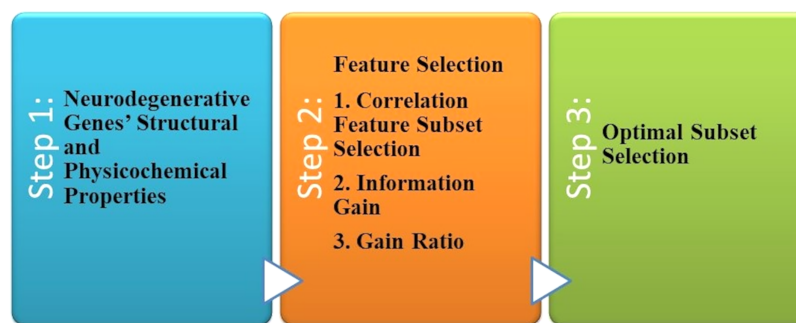 Step 1:
Neurodegenerative
Genes’ Structural
and
Physicochemical
Properties
Step 2:
Feature Selection
1. Correlation
Feature Subset
Selection
2. Information
Gain
3. Gain Ratio
Step 3:
Optimal Subset
Selection